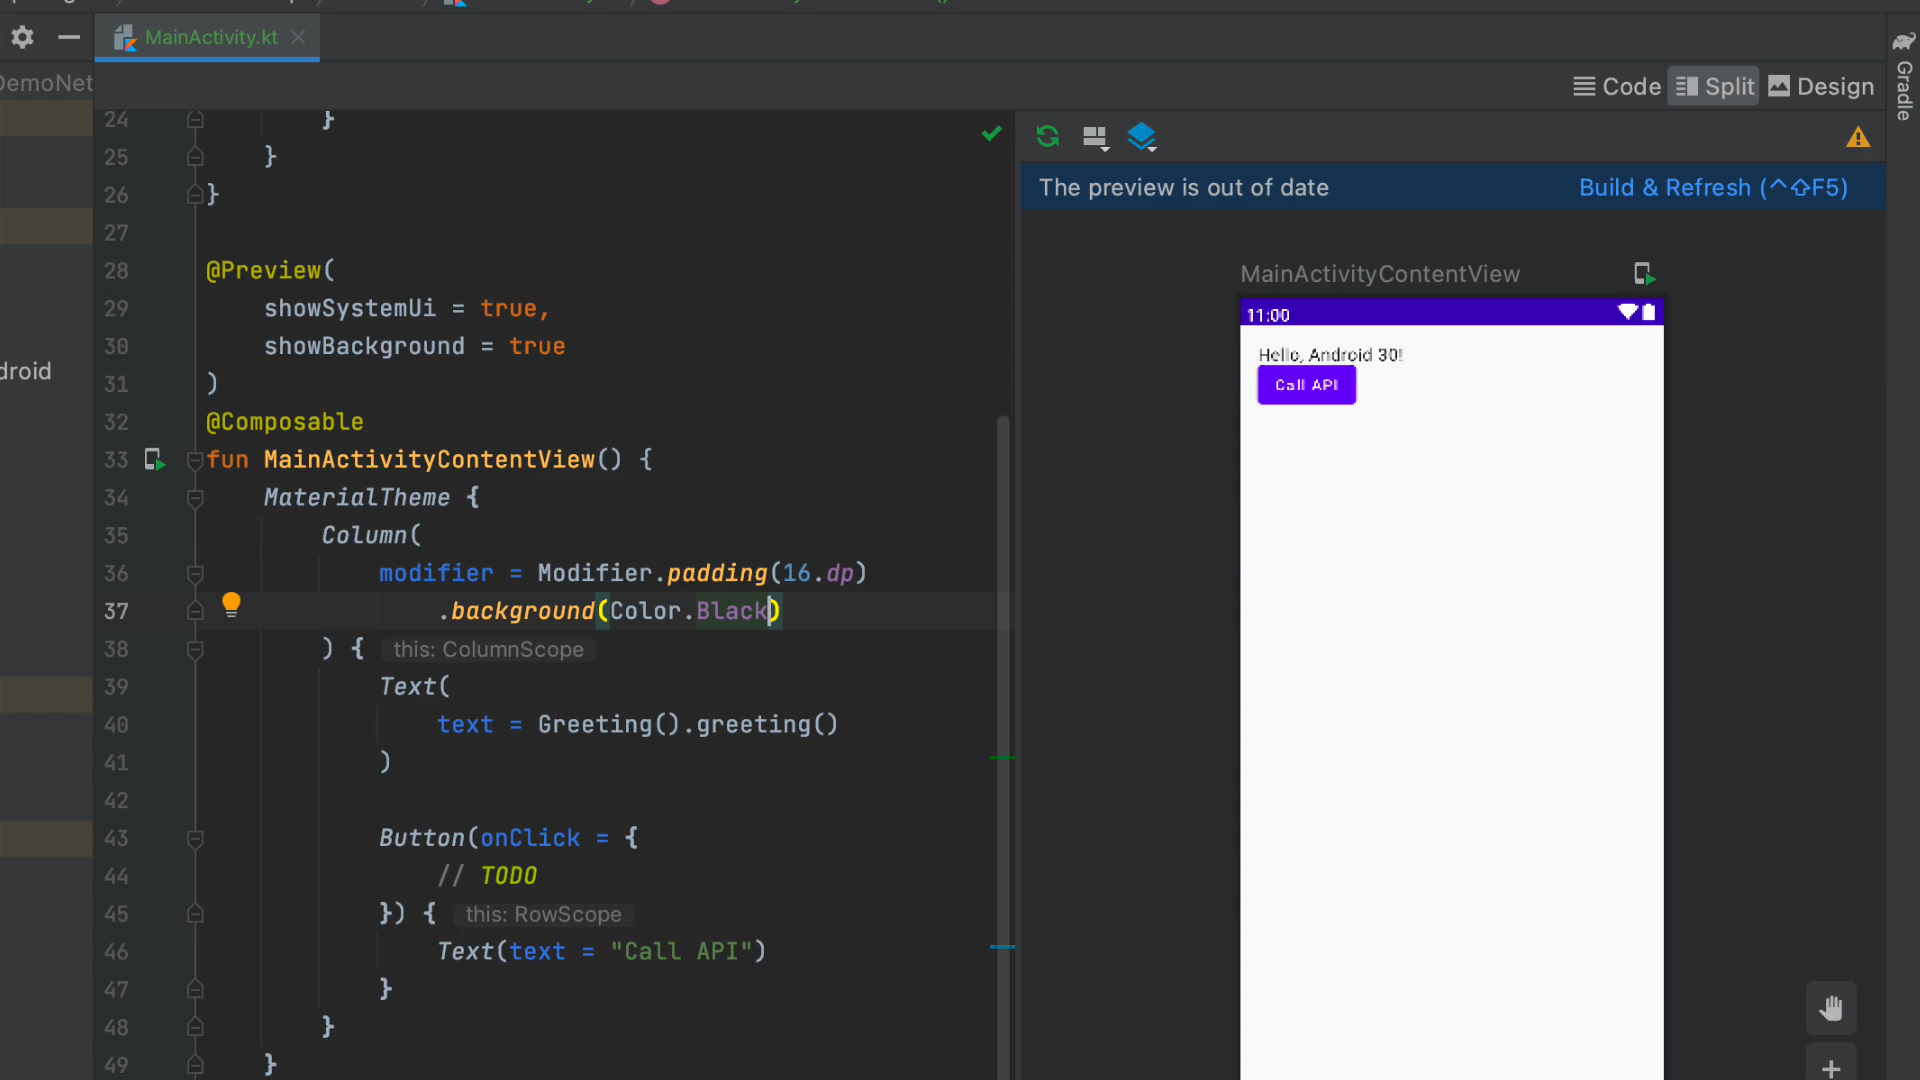 MainActivity.kt
DemoNet
Code Split Design
Gradle
24 }
25 }
26 }
27
28 @Preview(
29 showSystemUi = true,
30 showBackground = true
31 )
32 @Composable
33 fun MainActivityContentView() {
34 MaterialTheme {
35 Column(
36 modifier = Modifier.padding(16.dp)
37 .background(Color.Black)
38 ) { this: ColumnScope
39 Text(
40 text = Greeting().greeting()
41 )
42
43 Button(onClick = {
44 // TODO
45 }) { this: RowScope
46 Text(text = "Call API")
47 }
48 }
49 }
droid
The preview is out of date Build & Refresh (^⇧F5)
MainActivityContentView
11:00
Hello, Android 30!
Call API